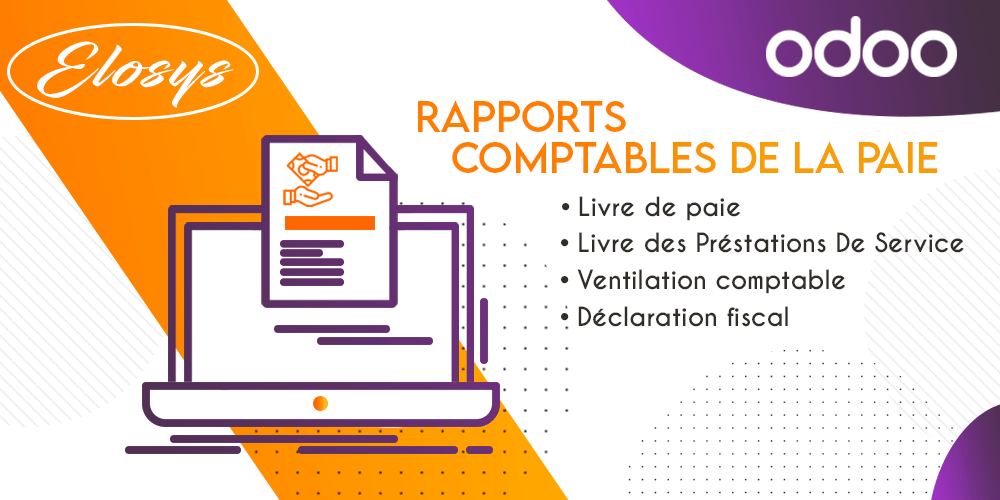 Elosys
odoo
RAPPORTS
COMPTABLES DE LA PAIE
• Livre de paie
• Livre des Préstations De Service
• Ventilation comptable
• Déclaration fiscal